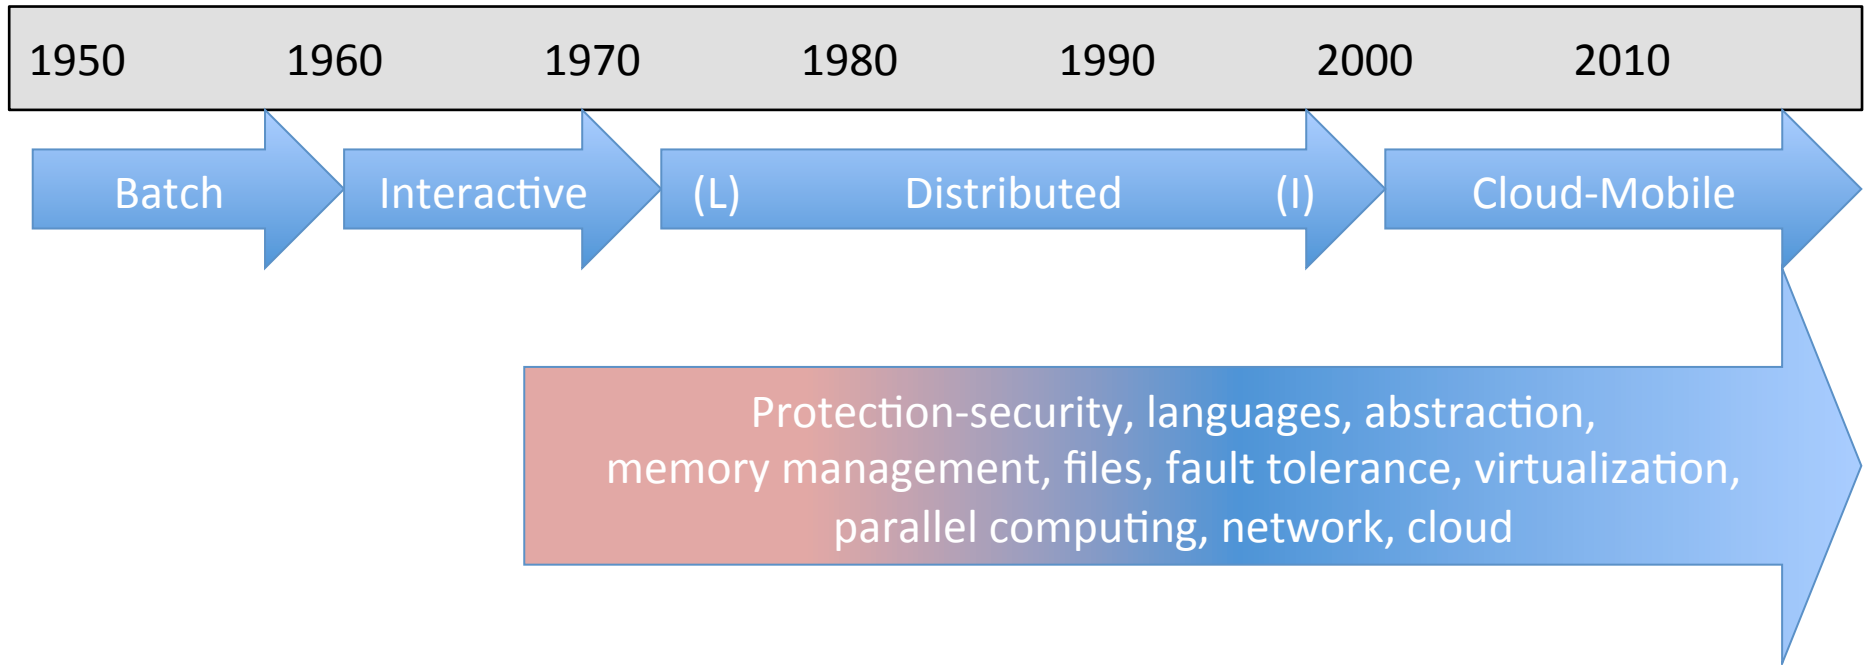 1950 1960 1970 1980 1990 2000 2010
Batch Interactive (L) Distributed (I) Cloud-Mobile
Protection-security, languages, abstraction,
memory management, files, fault tolerance, virtualization,
parallel computing, network, cloud